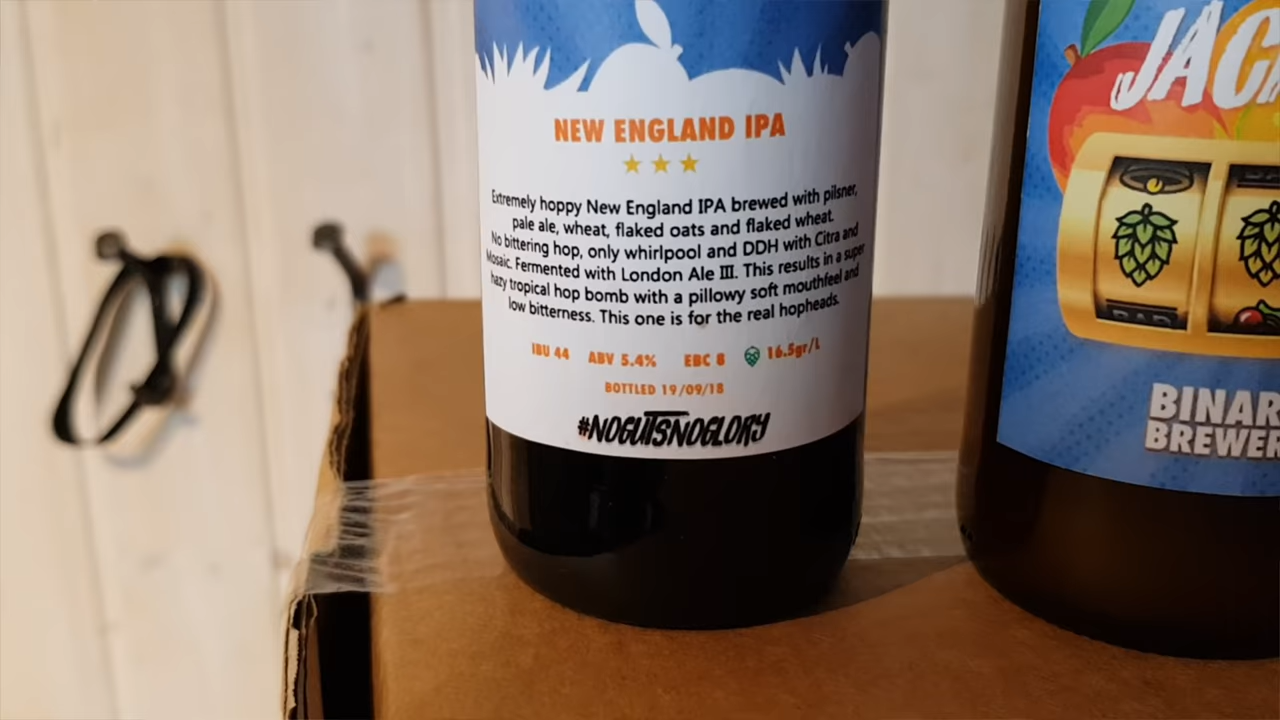 NEW ENGLAND IPA
Extremely hoppy New England IPA brewed with pilsner,
pale ale, wheat, flaked oats and flaked wheat.
No bittering hop, only whirlpool and DDH with Citra and
Mosaic. Fermented with London Ale III. This results in a super
hazy tropical hop bomb with a pillowy soft mouthfeel and
low bitterness. This one is for the real hopheads.
IBU 44 ABV 5.4% EBC 8 16.5gr/L
BOTTLED 19/09/18
#NOGUTSNOGLORY
JAC
BAR
BINAR
BREWER